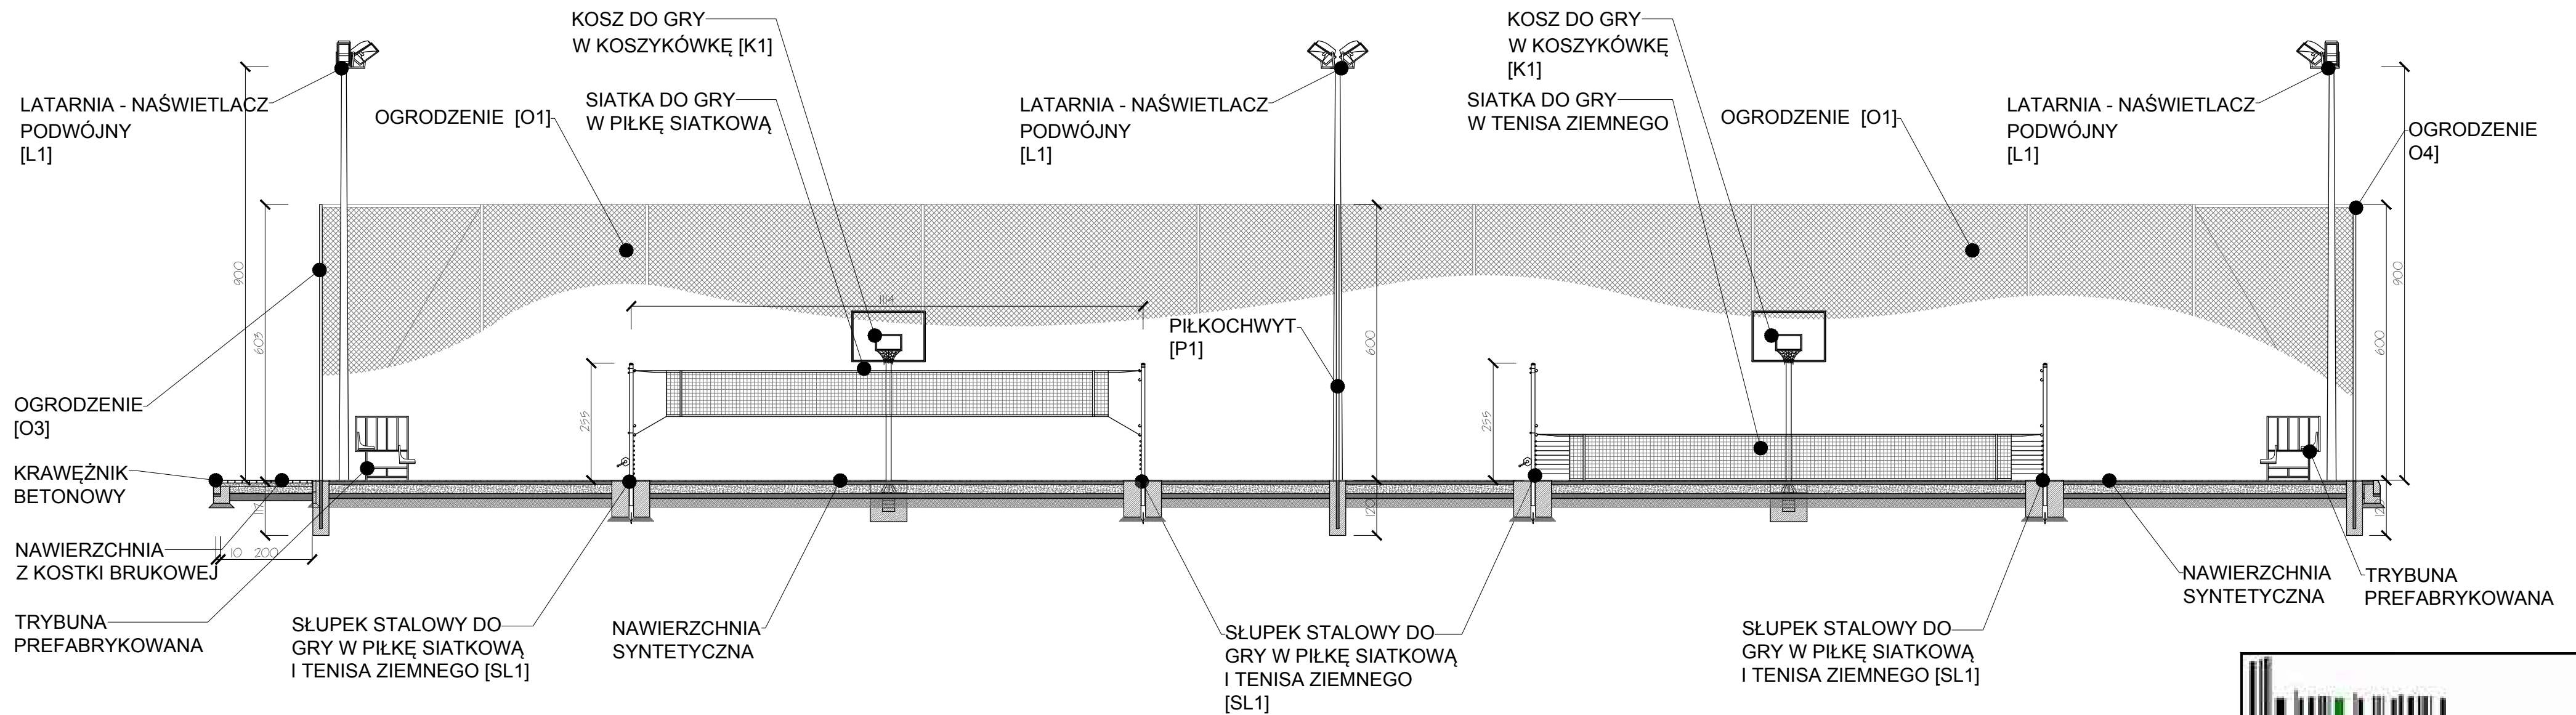 KOSZ DO GRY
W KOSZYKÓWKĘ [K1]
KOSZ DO GRY
W KOSZYKÓWKĘ
[K1]
LATARNIA - NAŚWIETLACZ
PODWÓJNY
[L1]
OGRODZENIE [O1]
SIATKA DO GRY
W PIŁKĘ SIATKOWĄ
LATARNIA - NAŚWIETLACZ
PODWÓJNY
[L1]
SIATKA DO GRY
W TENISA ZIEMNEGO
OGRODZENIE [O1]
LATARNIA - NAŚWIETLACZ
PODWÓJNY
[L1]
OGRODZENIE
O4]
900
603
1114
PIŁKOCHWYT
[P1]
600
255
255
900
600
OGRODZENIE
[O3]
KRAWĘŻNIK
BETONOWY
117
120
NAWIERZCHNIA
Z KOSTKI BRUKOWEJ
10 200
TRYBUNA
PREFABRYKOWANA
SŁUPEK STALOWY DO
GRY W PIŁKĘ SIATKOWĄ
I TENISA ZIEMNEGO [SL1]
NAWIERZCHNIA
SYNTETYCZNA
SŁUPEK STALOWY DO
GRY W PIŁKĘ SIATKOWĄ
I TENISA ZIEMNEGO
[SL1]
SŁUPEK STALOWY DO
GRY W PIŁKĘ SIATKOWĄ
I TENISA ZIEMNEGO [SL1]
NAWIERZCHNIA
SYNTETYCZNA
TRYBUNA
PREFABRYKOWANA